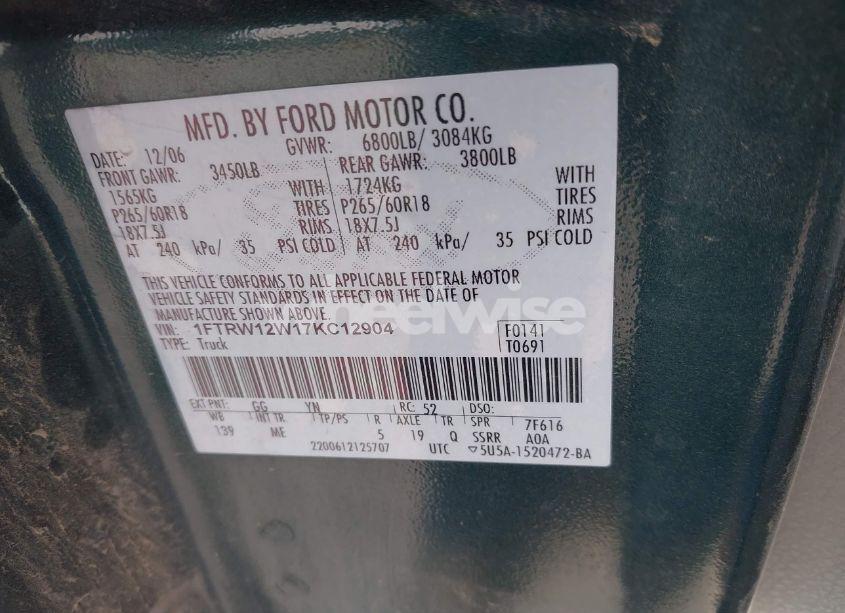 MFD. BY FORD MOTOR CO.
DATE: 12/06 GVWR: 6800LB/ 3084KG
FRONT GAWR: 3450LB REAR GAWR: 3800LB
1565KG WITH 1724KG WITH
P265/60R18 TIRES P265/60R18 TIRES
18X7.5J RIMS 18X7.5J RIMS
AT 240 kPa/ 35 PSI COLD AT 240 kPa/ 35 PSI COLD
THIS VEHICLE CONFORMS TO ALL APPLICABLE FEDERAL MOTOR
VEHICLE SAFETY STANDARDS IN EFFECT ON THE DATE OF
MANUFACTURE SHOWN ABOVE.
VIN: 1FTRW12W17KC12904 F0141
TYPE: Truck T0691
EXT PNT: GG YN RC: 52 DSO:
WB INT TR TP/PS R AXLE TR SPR 7F616
139 ME 5 19 Q SSRR AOA
2200612125707 UTC ▽5U5A-1520472-BA